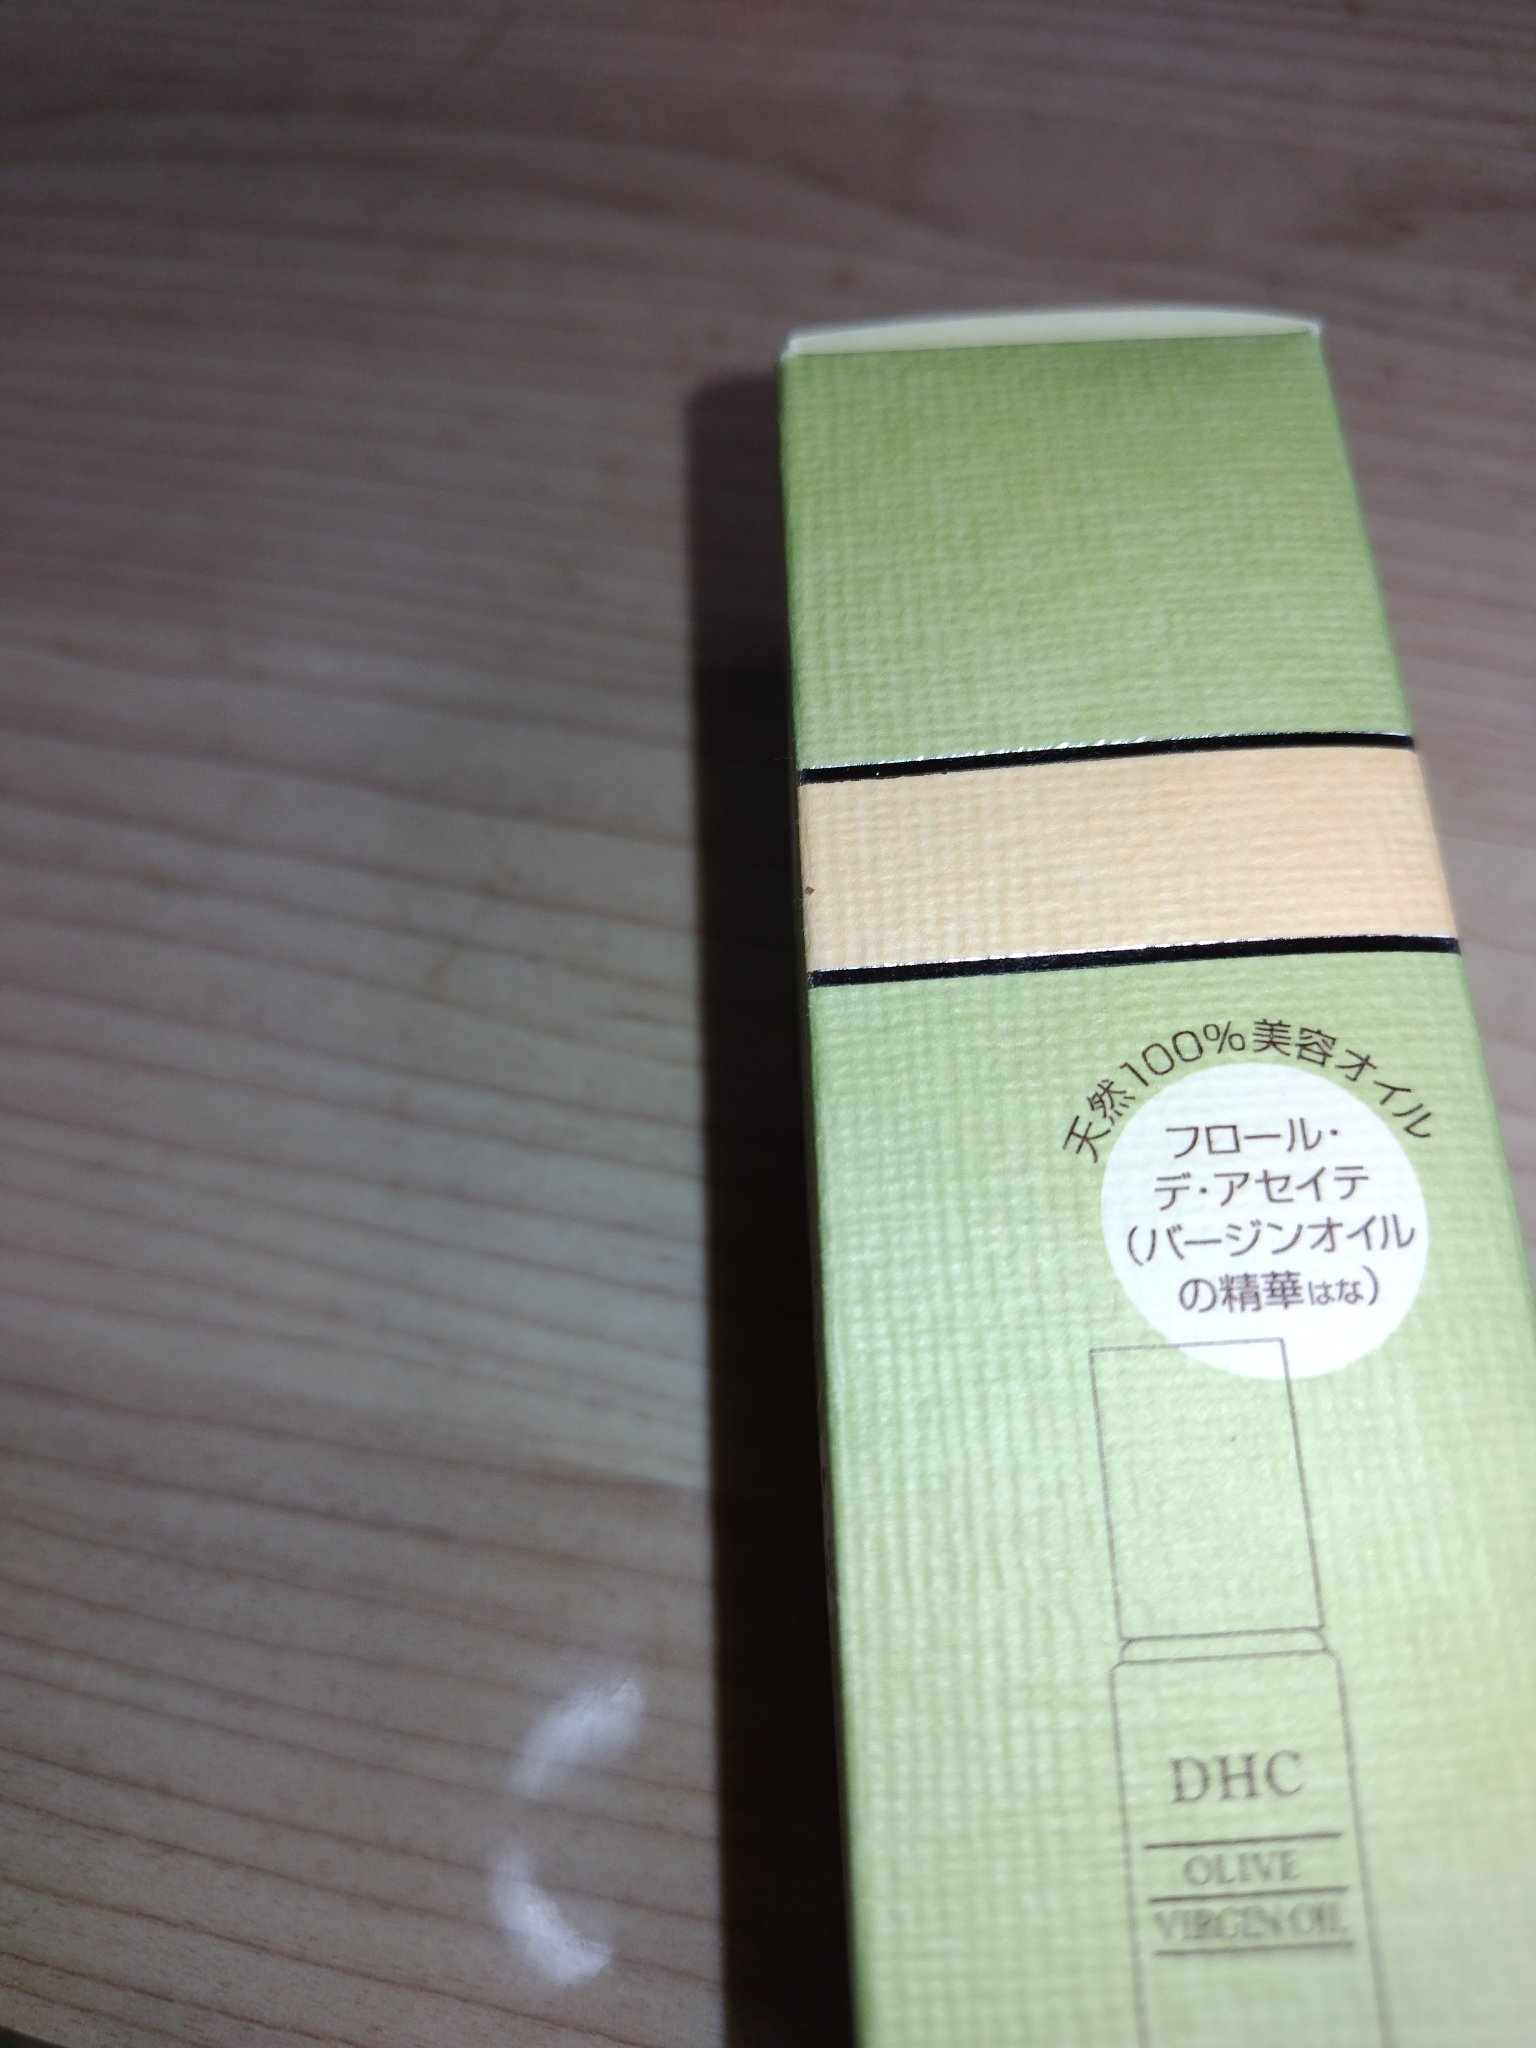 天然100%美容オイル
フロール・
デ・アセイテ
(バージンオイル
の精華はな)
DHC
OLIVE
VIRGIN OIL